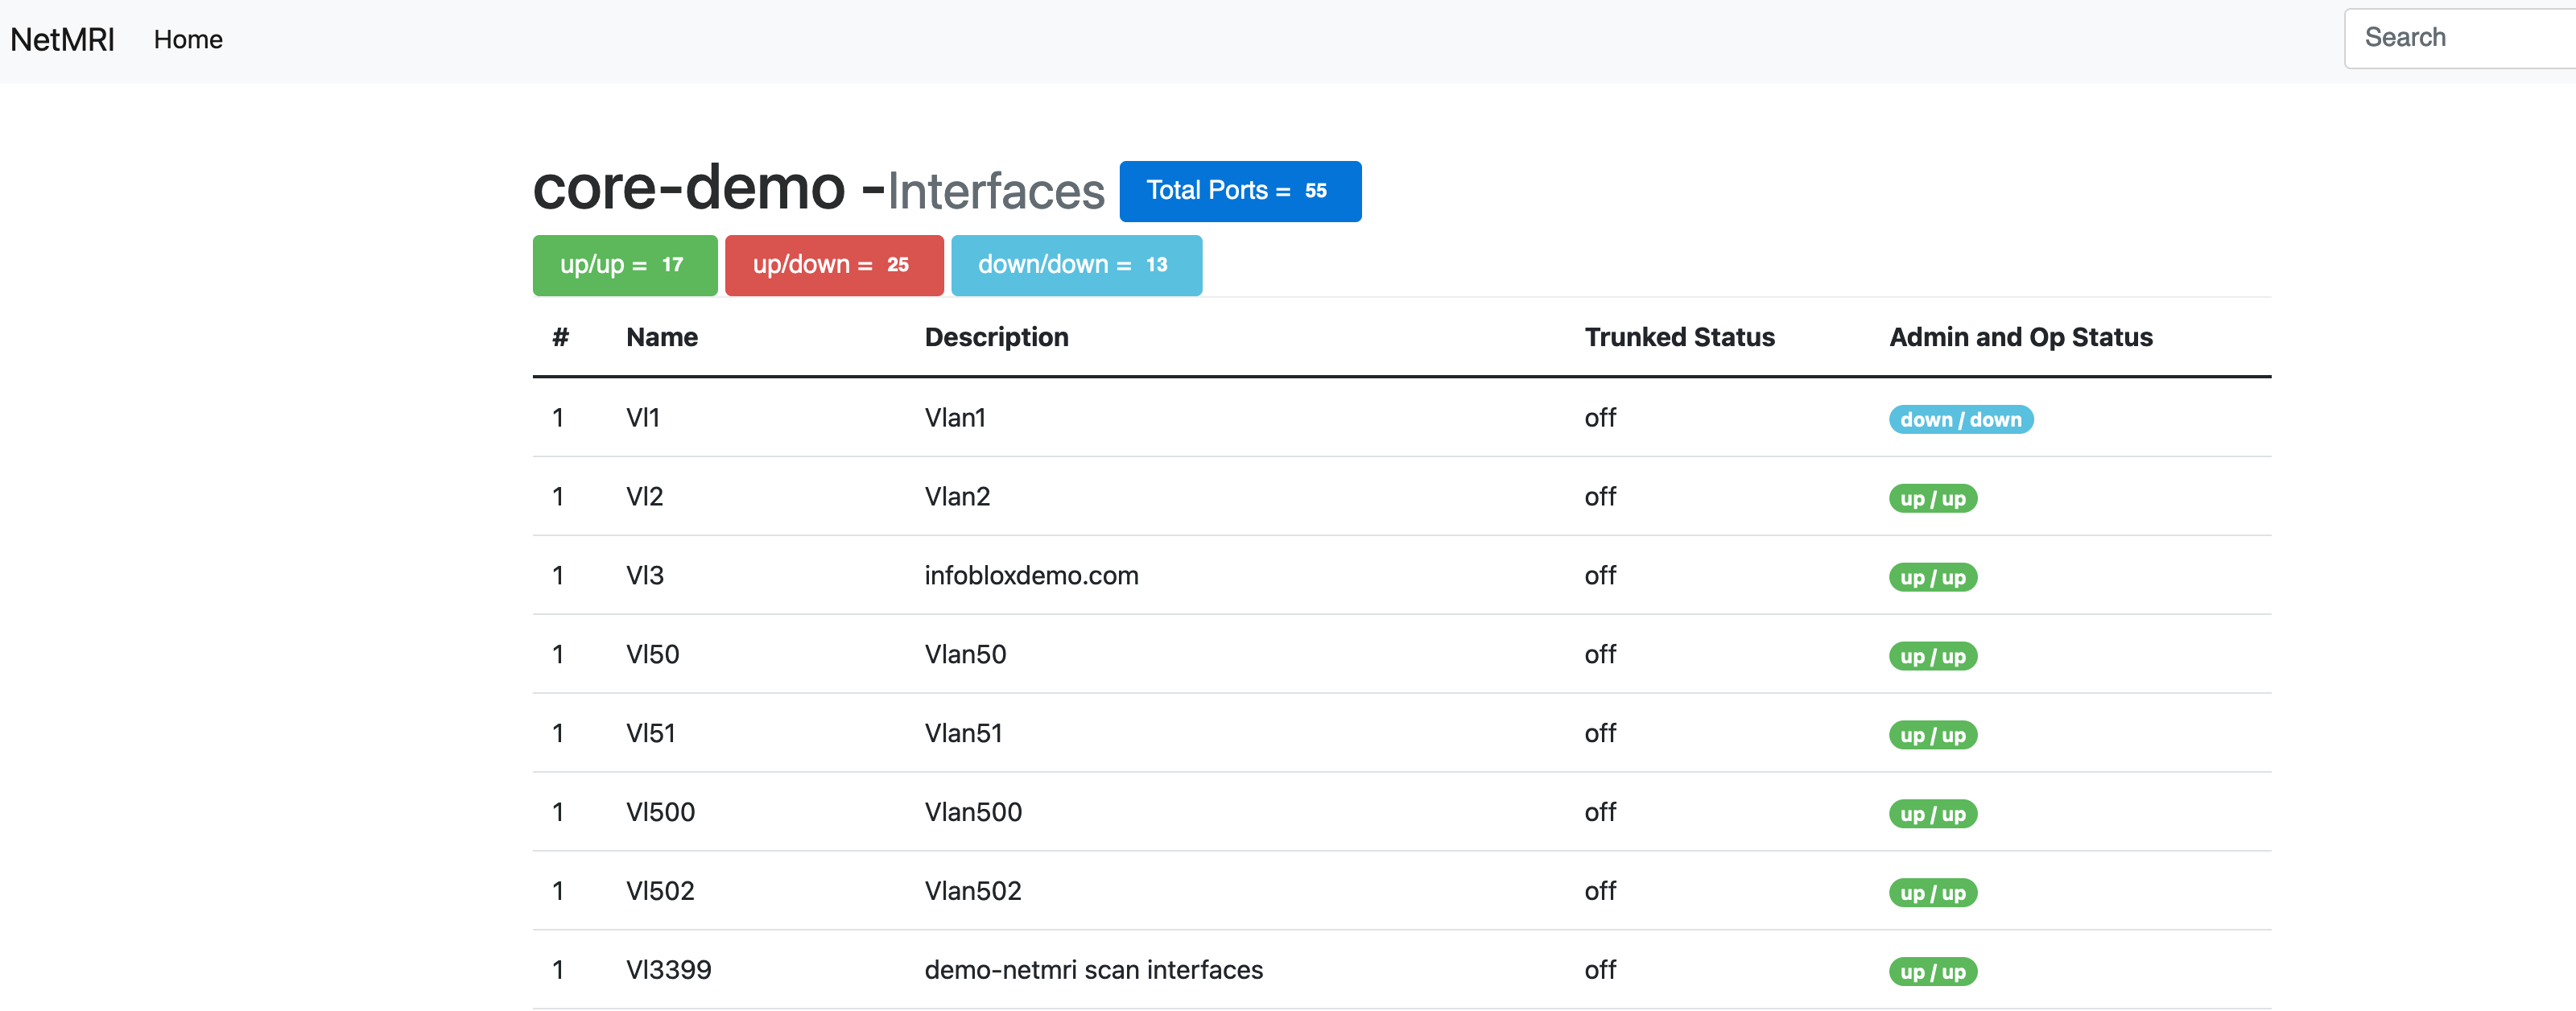 NetMRI Home Search
core-demo -Interfaces Total Ports = 55
up/up = 17 up/down = 25 down/down = 13
# Name Description Trunked Status Admin and Op Status
1 Vl1 Vlan1 off down / down
1 Vl2 Vlan2 off up / up
1 Vl3 infobloxdemo.com off up / up
1 Vl50 Vlan50 off up / up
1 Vl51 Vlan51 off up / up
1 Vl500 Vlan500 off up / up
1 Vl502 Vlan502 off up / up
1 Vl3399 demo-netmri scan interfaces off up / up